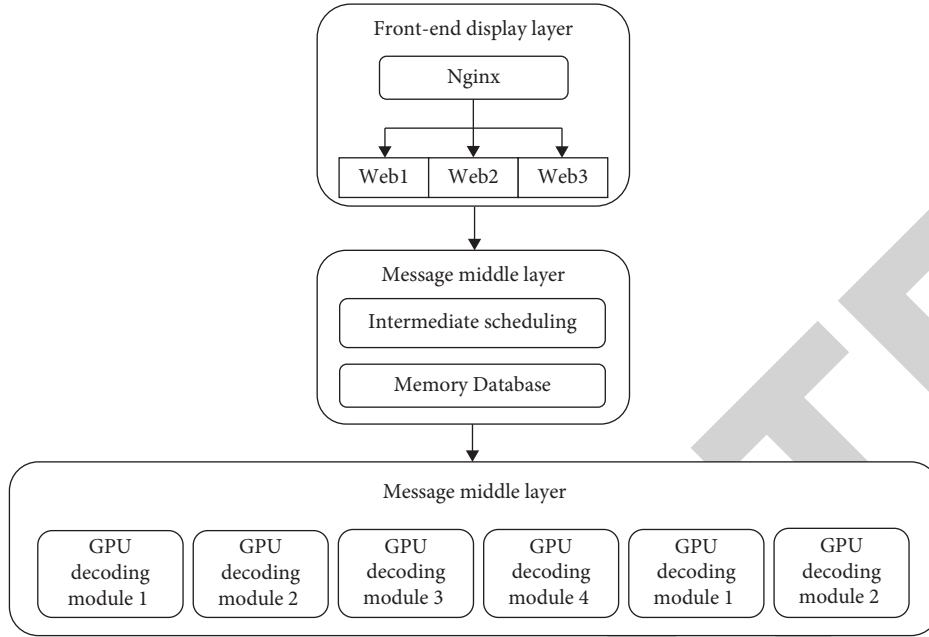 Front-end display layer
Nginx
Web1 Web2 Web3
Message middle layer
Intermediate scheduling
Memory Database
Message middle layer
GPU decoding module 1
GPU decoding module 2
GPU decoding module 3
GPU decoding module 4
GPU decoding module 1
GPU decoding module 2